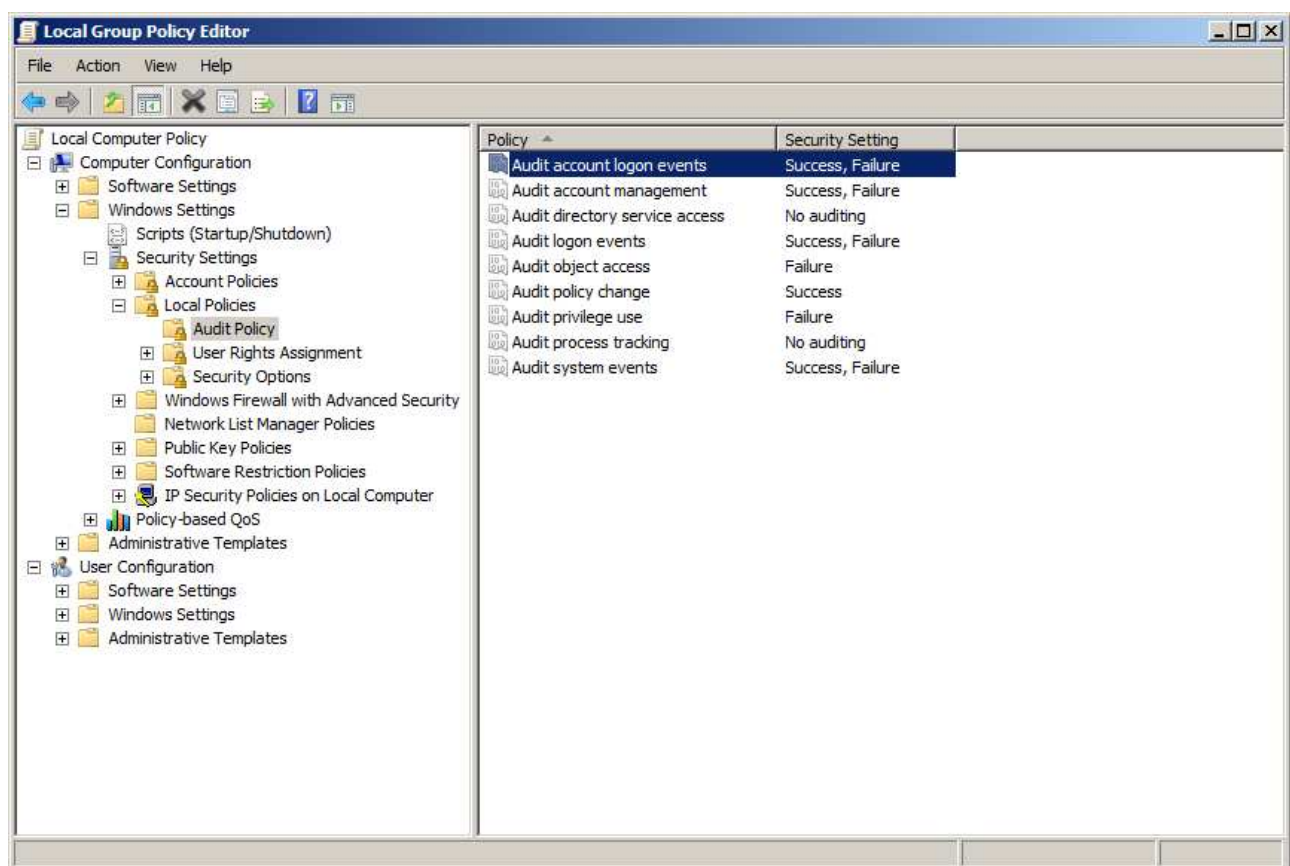 Local Group Policy Editor
File Action View Help
Local Computer Policy
Computer Configuration
Software Settings
Windows Settings
Scripts (Startup/Shutdown)
Security Settings
Account Policies
Local Policies
Audit Policy
User Rights Assignment
Security Options
Windows Firewall with Advanced Security
Network List Manager Policies
Public Key Policies
Software Restriction Policies
IP Security Policies on Local Computer
Policy-based QoS
Administrative Templates
User Configuration
Software Settings
Windows Settings
Administrative Templates
Policy Security Setting
Audit account logon events Success, Failure
Audit account management Success, Failure
Audit directory service access No auditing
Audit logon events Success, Failure
Audit object access Failure
Audit policy change Success
Audit privilege use Failure
Audit process tracking No auditing
Audit system events Success, Failure